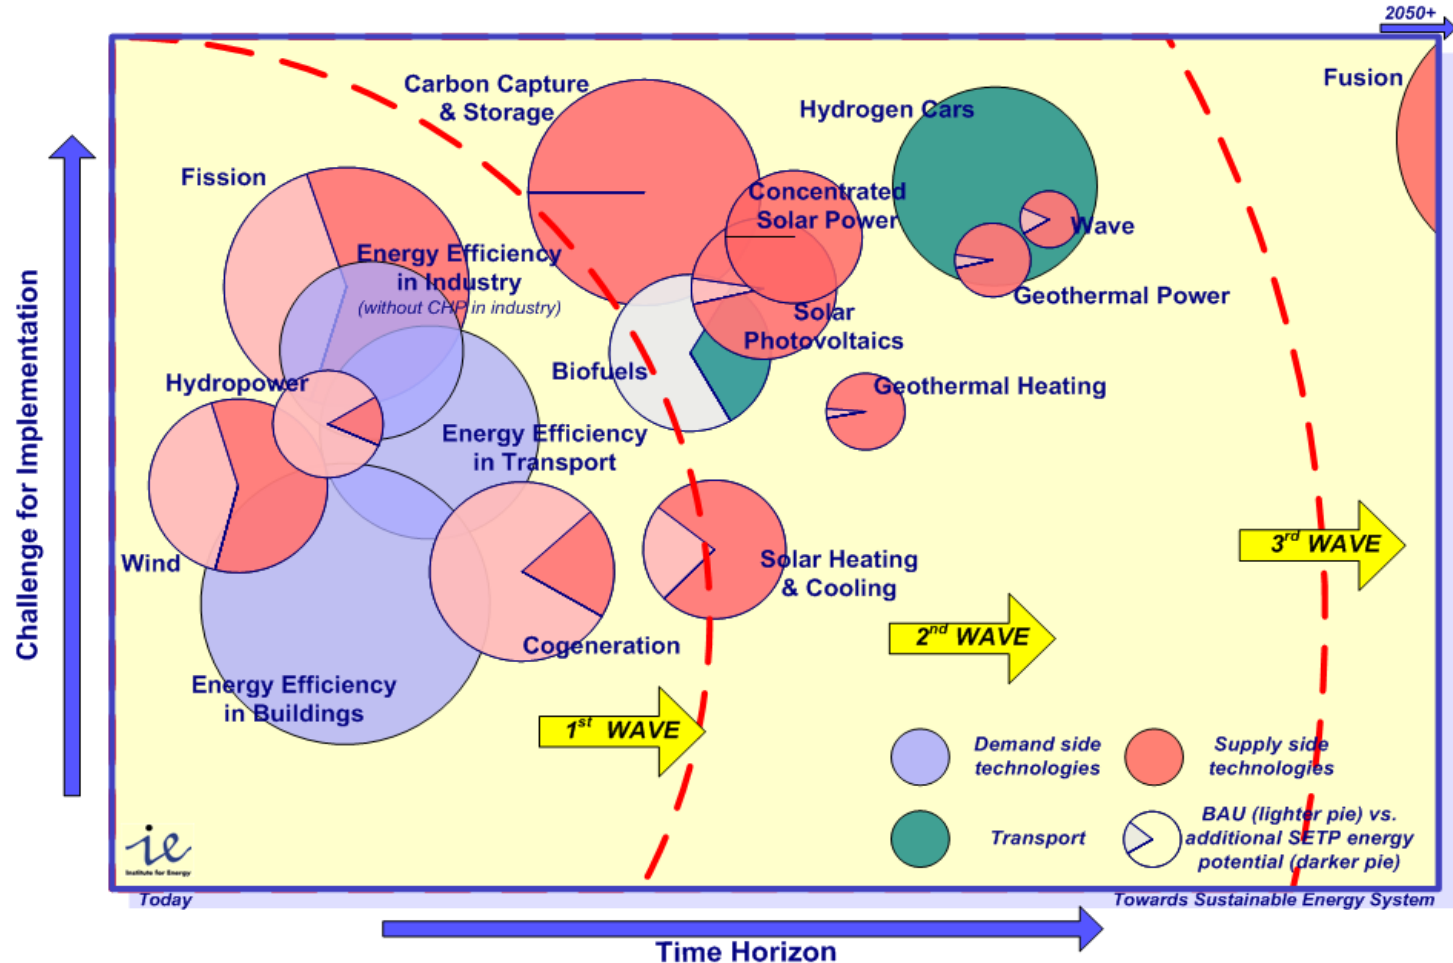 2050+
Fusion
Carbon Capture
& Storage
Hydrogen Cars
Fission
Concentrated
Solar Power
Wave
Energy Efficiency
in Industry
(without CHP in industry)
Geothermal Power
Solar
Photovoltaics
Biofuels
Hydropower
Geothermal Heating
Energy Efficiency
in Transport
Wind
Solar Heating
& Cooling
Cogeneration
Energy Efficiency
in Buildings
1st WAVE
2nd WAVE
3rd WAVE
Demand side
technologies
Supply side
technologies
Transport
BAU (lighter pie) vs.
additional SETP energy
potential (darker pie)
Challenge for Implementation
ie
Institute for Energy
Today
Towards Sustainable Energy System
Time Horizon